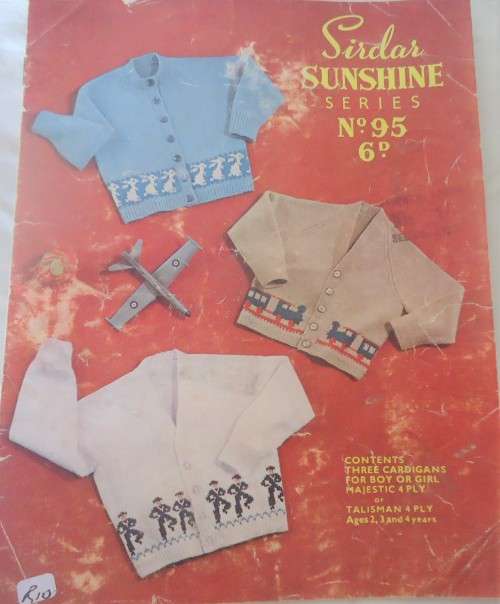 Sirdar
SUNSHINE
SERIES
No. 95
6D.
CONTENTS
THREE CARDIGANS
FOR BOY OR GIRL
MAJESTIC 4 PLY
or
TALISMAN 4 PLY
Ages 2, 3 and 4 years
R10